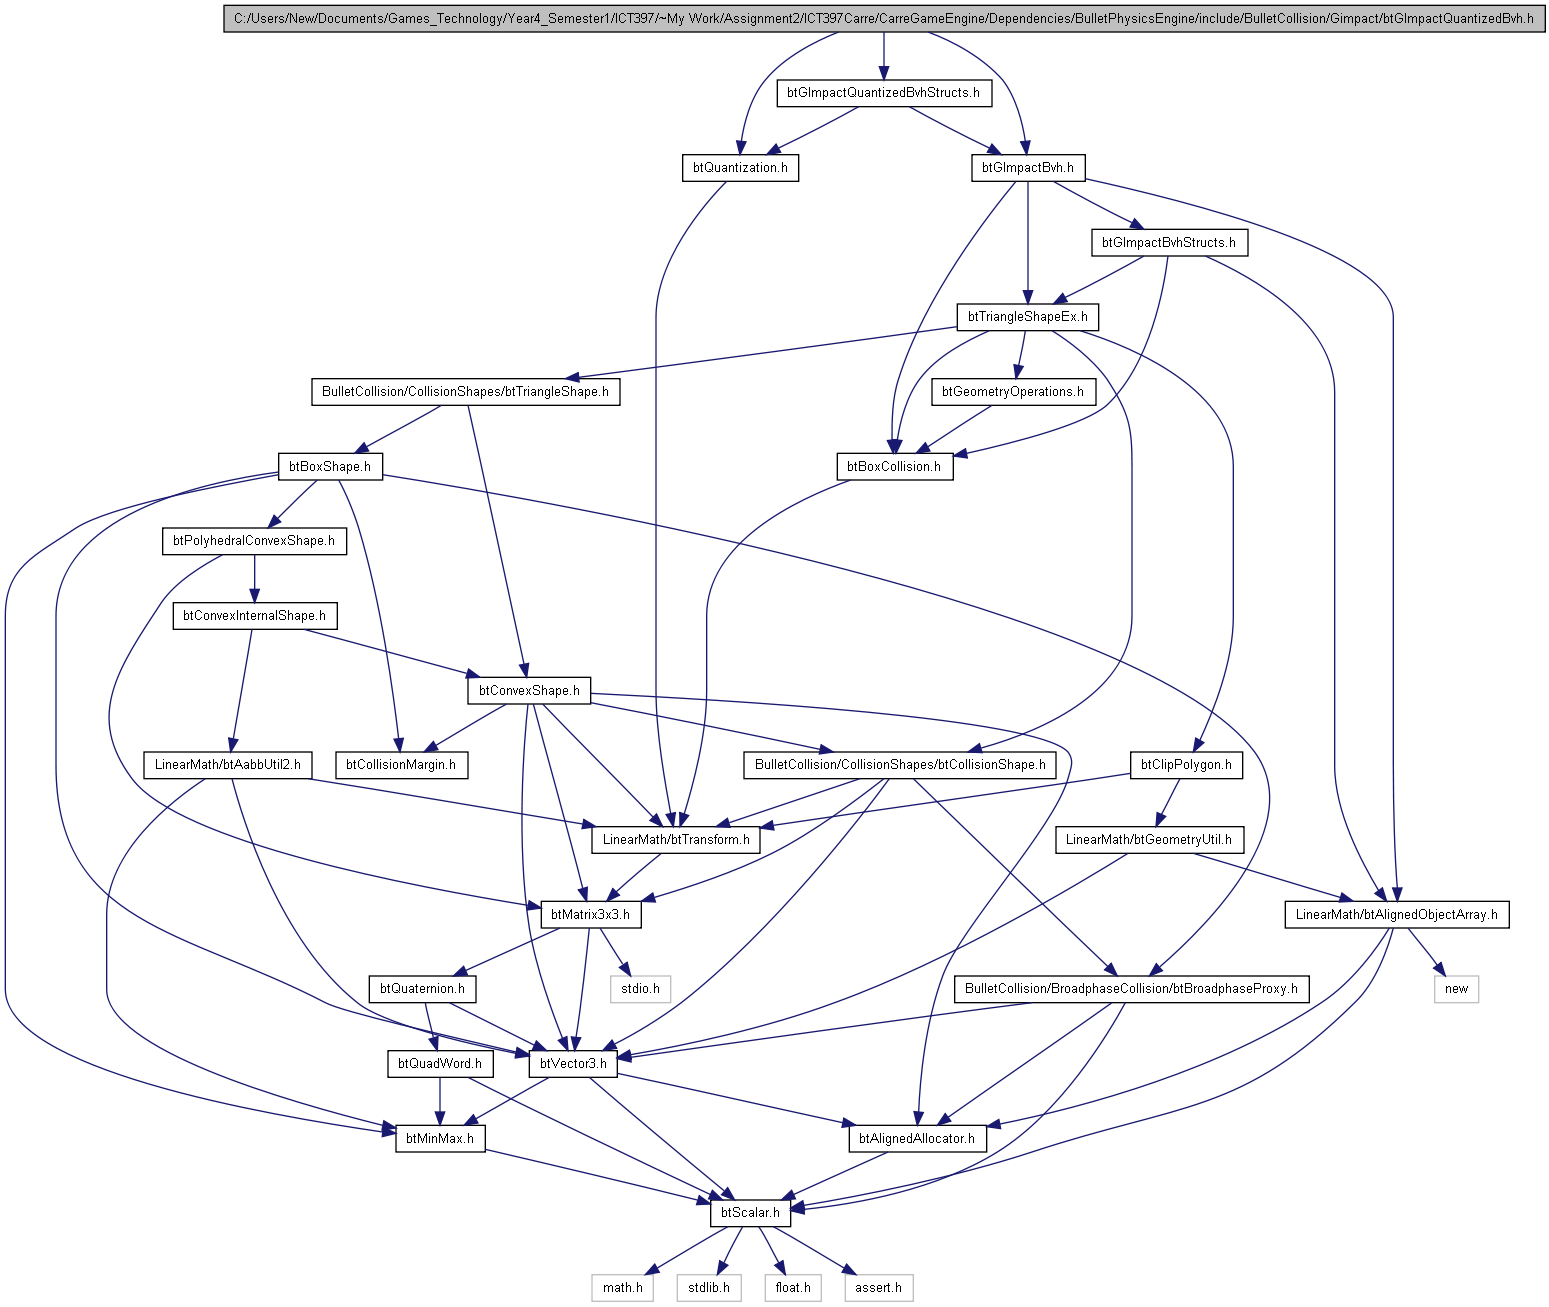 C:/Users/New/Documents/Games_Technology/Year4_Semester1/ICT397/~My Work/Assignment2/ICT397Carre/CarreGameEngine/Dependencies/BulletPhysicsEngine/include/BulletCollision/Gimpact/btGImpactQuantizedBvh.h
btGImpactQuantizedBvhStructs.h
btQuantization.h
btGImpactBvh.h
btGImpactBvhStructs.h
btTriangleShapeEx.h
BulletCollision/CollisionShapes/btTriangleShape.h
btGeometryOperations.h
btBoxShape.h
btBoxCollision.h
btPolyhedralConvexShape.h
btConvexInternalShape.h
btConvexShape.h
LinearMath/btAabbUtil2.h
btCollisionMargin.h
BulletCollision/CollisionShapes/btCollisionShape.h
btClipPolygon.h
LinearMath/btTransform.h
LinearMath/btGeometryUtil.h
btMatrix3x3.h
LinearMath/btAlignedObjectArray.h
btQuaternion.h
stdio.h
BulletCollision/BroadphaseCollision/btBroadphaseProxy.h
new
btQuadWord.h
btVector3.h
btMinMax.h
btAlignedAllocator.h
btScalar.h
math.h
stdlib.h
float.h
assert.h